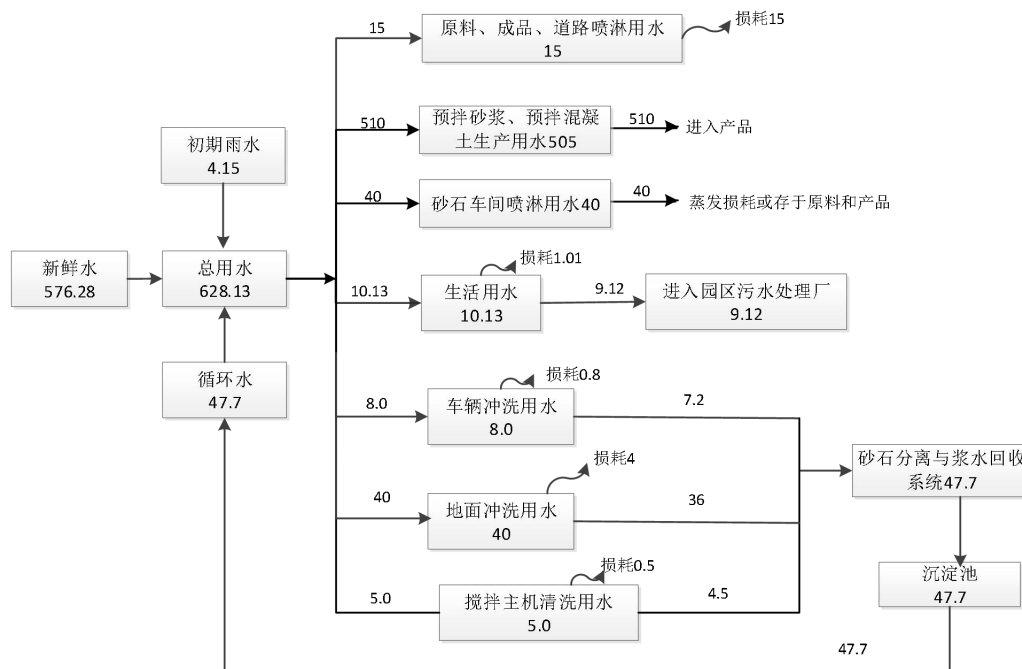 15
原料、成品、道路喷淋用水
15
损耗15
510
预拌砂浆、预拌混凝
土生产用水505
510
进入产品
初期雨水
4.15
40
砂石车间喷淋用水40
40
蒸发损耗或存于原料和产品
新鲜水
576.28
总用水
628.13
10.13
生活用水
10.13
损耗1.01
9.12
进入园区污水处理厂
9.12
循环水
47.7
8.0
车辆冲洗用水
8.0
损耗0.8
7.2
砂石分离与浆水回收
系统47.7
40
地面冲洗用水
40
损耗4
36
5.0
搅拌主机清洗用水
5.0
损耗0.5
4.5
沉淀池
47.7
47.7